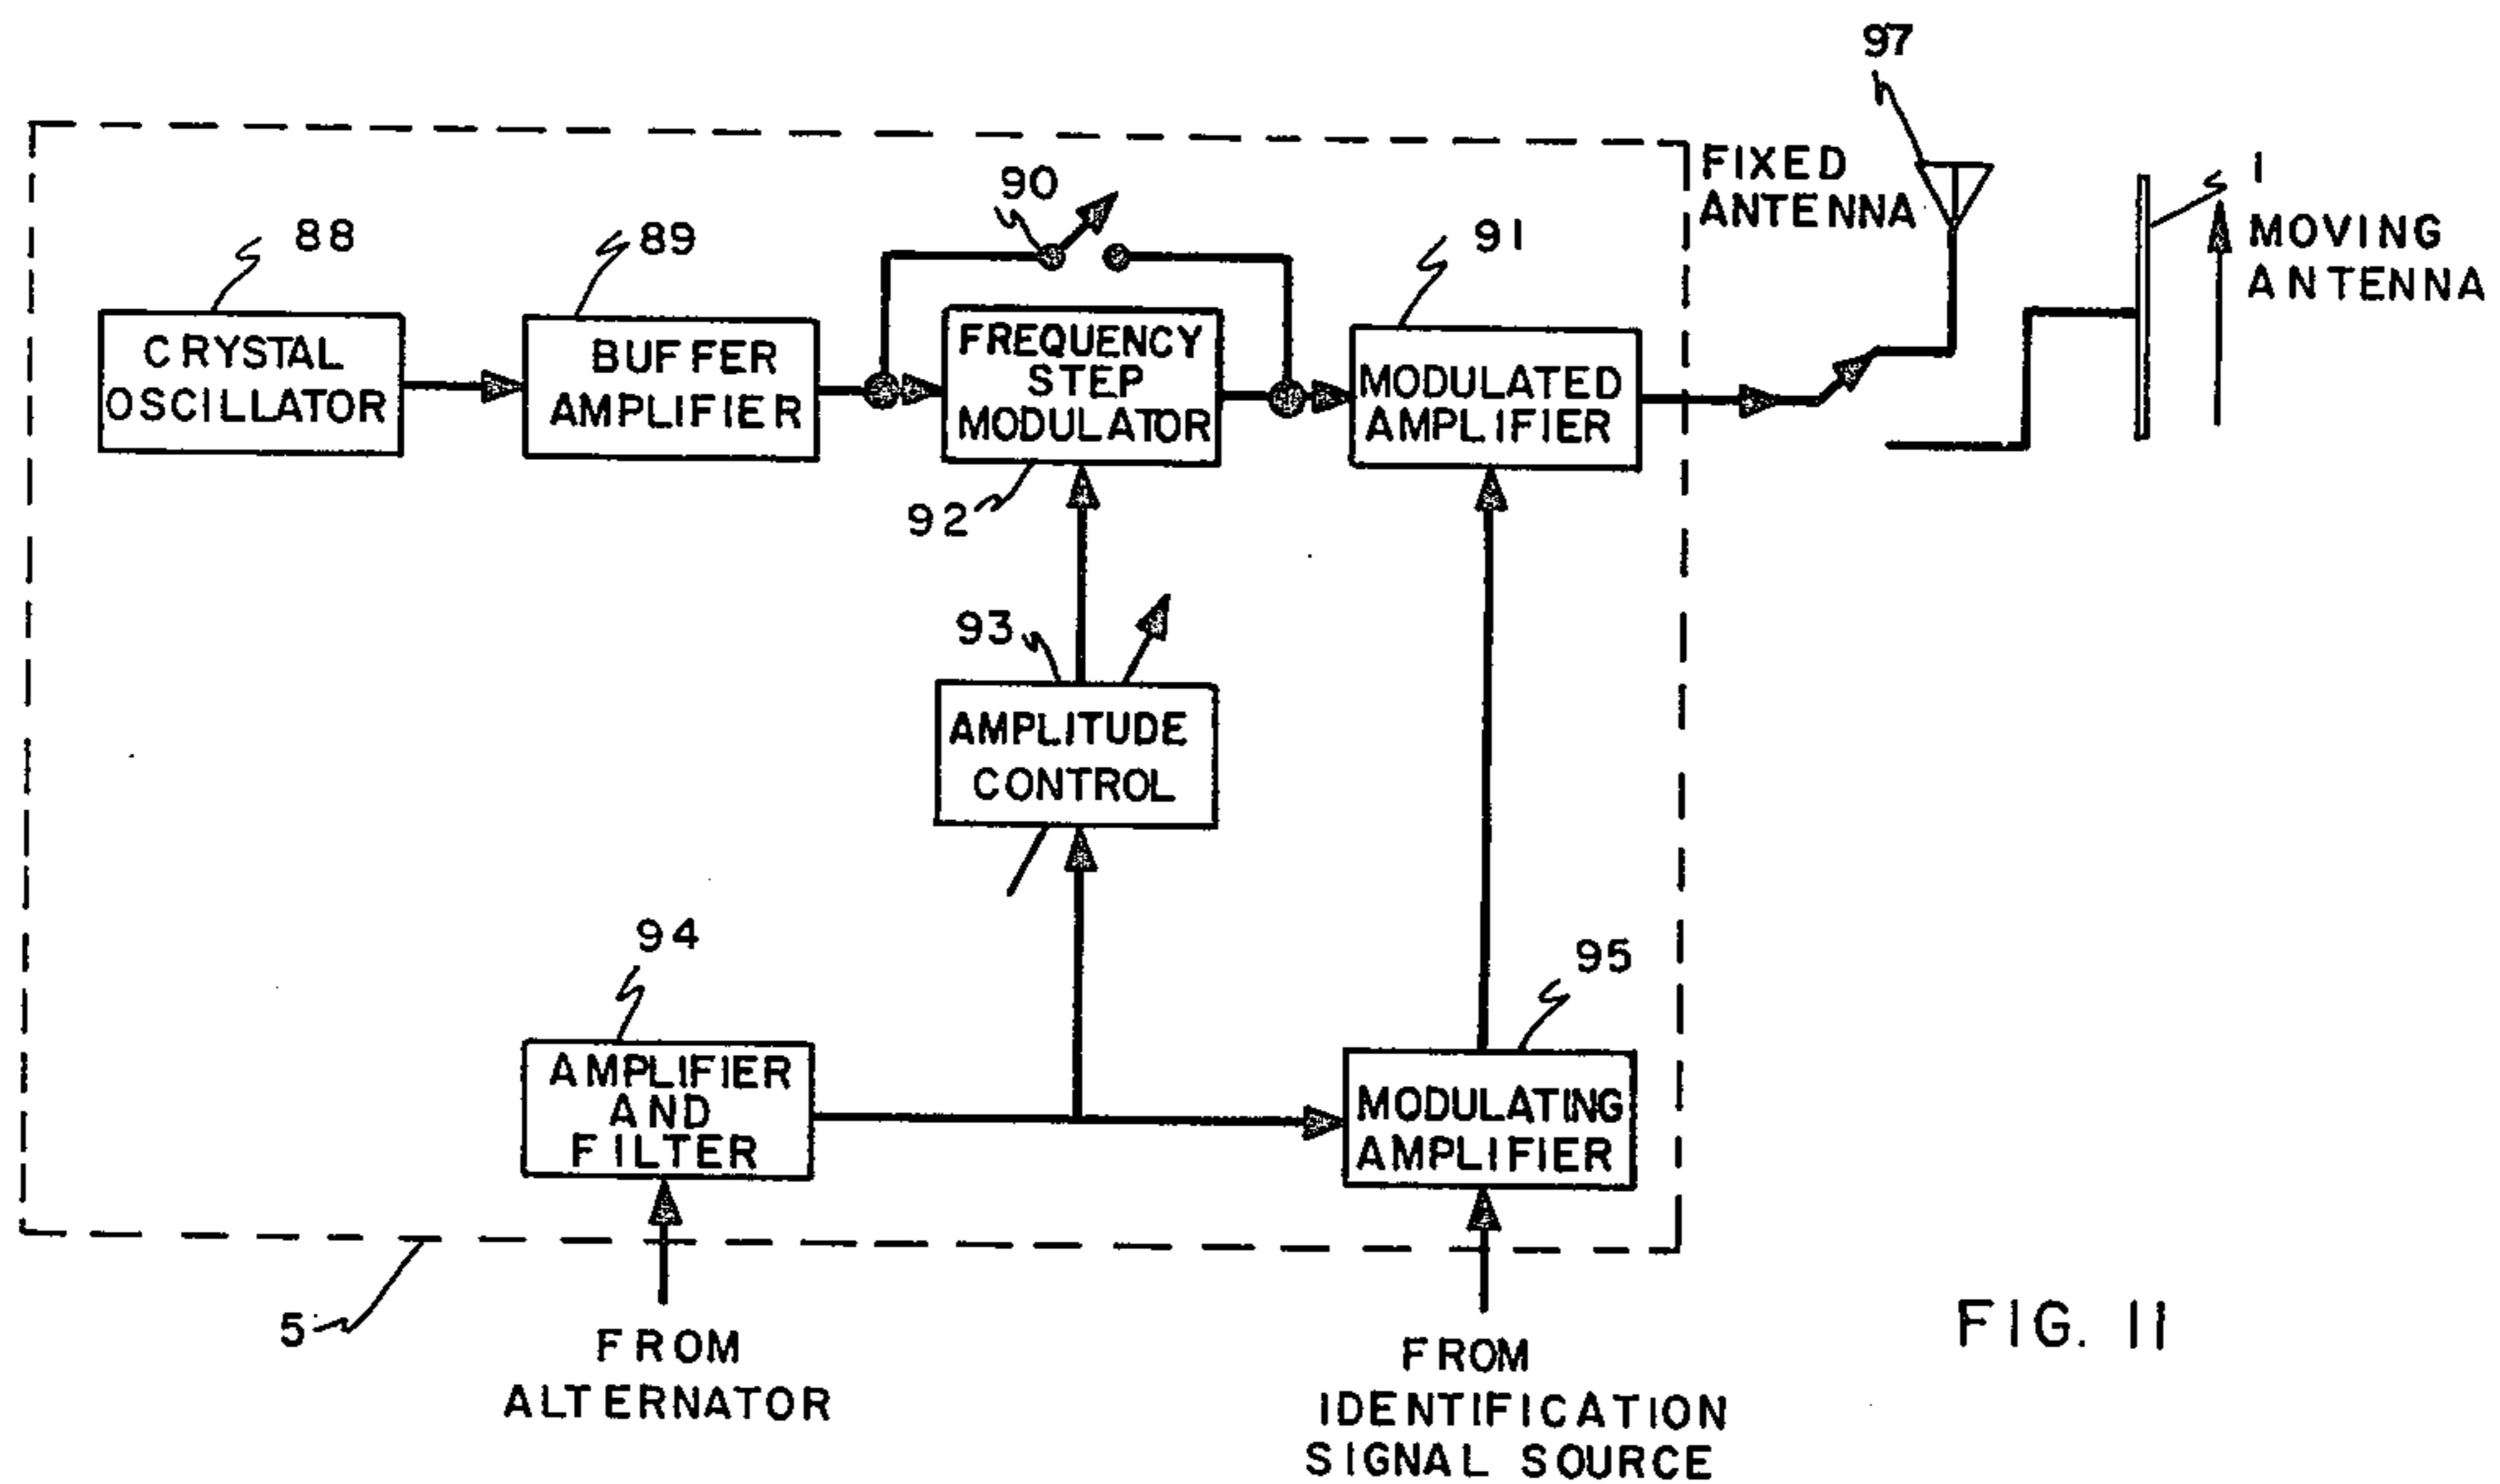 97
FIXED
ANTENNA
1
MOVING
ANTENNA
90
88
89
91
CRYSTAL
OSCILLATOR
BUFFER
AMPLIFIER
FREQUENCY
STEP
MODULATOR
MODULATED
AMPLIFIER
92
93
AMPLITUDE
CONTROL
94
95
AMPLIFIER
AND
FILTER
MODULATING
AMPLIFIER
5
FROM
ALTERNATOR
FROM
IDENTIFICATION
SIGNAL SOURCE
FIG. 11